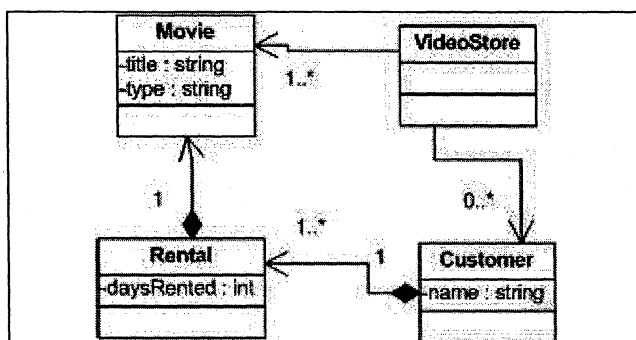 Movie
-title : string
-type : string
VideoStore
1..*
1
0..*
1..*
1
Rental
-daysRented : int
Customer
-name : string